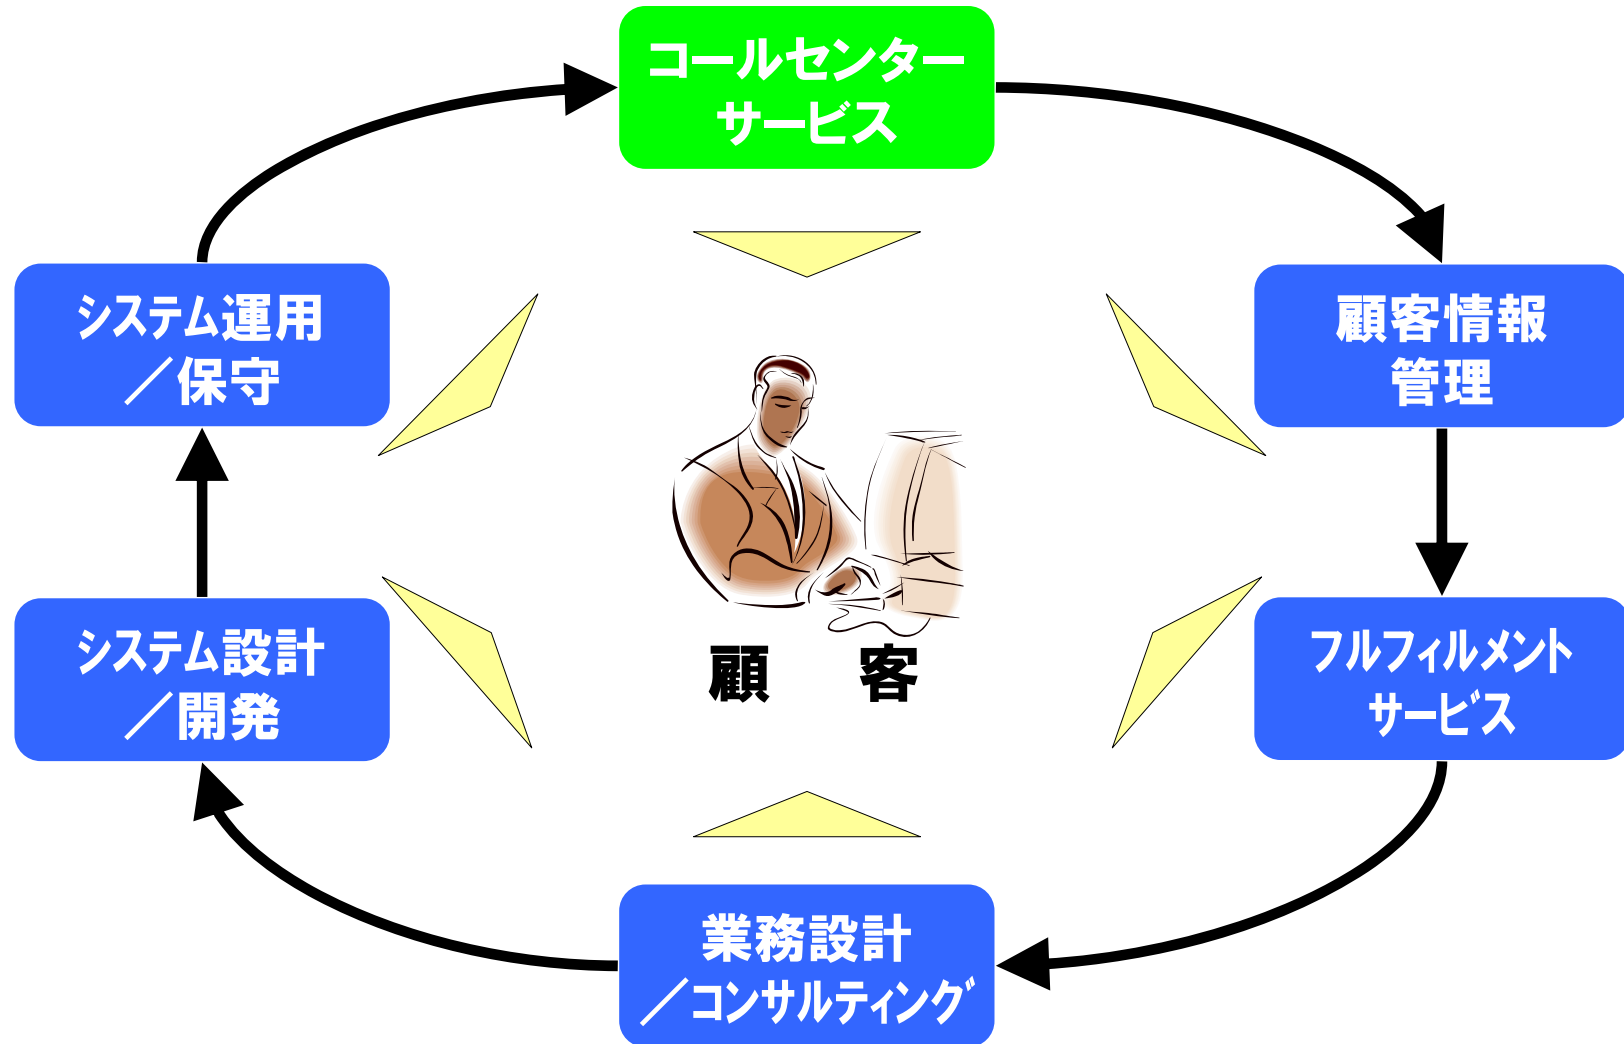 コールセンター
サービス
システム運用
／保守
顧客情報
管理
システム設計
／開発
顧　客
フルフィルメント
サービス
業務設計
／コンサルティング